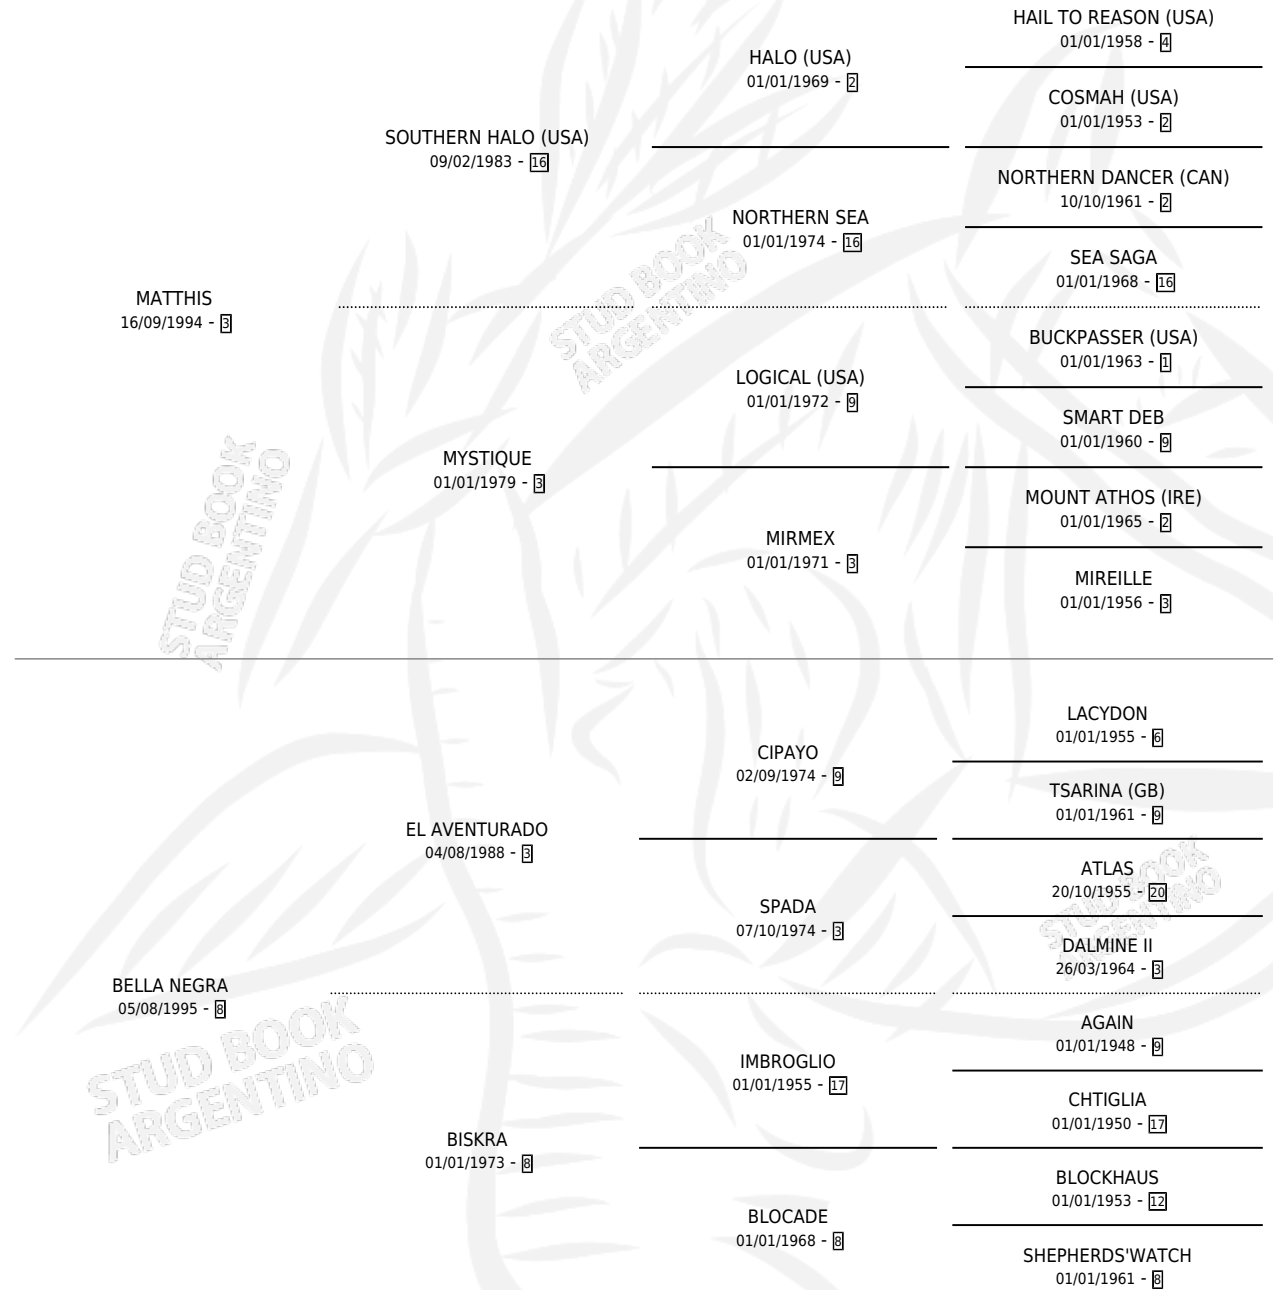 HAIL TO REASON (USA)
01/01/1958 - 4
HALO (USA)
01/01/1969 - 2
COSMAH (USA)
01/01/1953 - 2
SOUTHERN HALO (USA)
09/02/1983 - 16
NORTHERN DANCER (CAN)
10/10/1961 - 2
NORTHERN SEA
01/01/1974 - 16
SEA SAGA
01/01/1968 - 16
STUD BOOK
ARGENTINO
MATTHIS
16/09/1994 - 3
BUCKPASSER (USA)
01/01/1963 - 1
LOGICAL (USA)
01/01/1972 - 9
SMART DEB
01/01/1960 - 9
MYSTIQUE
01/01/1979 - 3
MOUNT ATHOS (IRE)
01/01/1965 - 2
MIRMEX
01/01/1971 - 3
MIREILLE
01/01/1956 - 3
STUD BOOK
ARGENTINO
LACYDON
01/01/1955 - 6
CIPAYO
02/09/1974 - 9
TSARINA (GB)
01/01/1961 - 9
EL AVENTURADO
04/08/1988 - 3
ATLAS
20/10/1955 - 20
SPADA
07/10/1974 - 3
DALMINE II
26/03/1964 - 3
STUD BOOK
ARGENTINO
BELLA NEGRA
05/08/1995 - 8
AGAIN
01/01/1948 - 9
IMBROGLIO
01/01/1955 - 17
CHTIGLIA
01/01/1950 - 17
STUD BOOK
ARGENTINO
BISKRA
01/01/1973 - 8
BLOCKHAUS
01/01/1953 - 12
BLOCADE
01/01/1968 - 8
SHEPHERDS'WATCH
01/01/1961 - 8